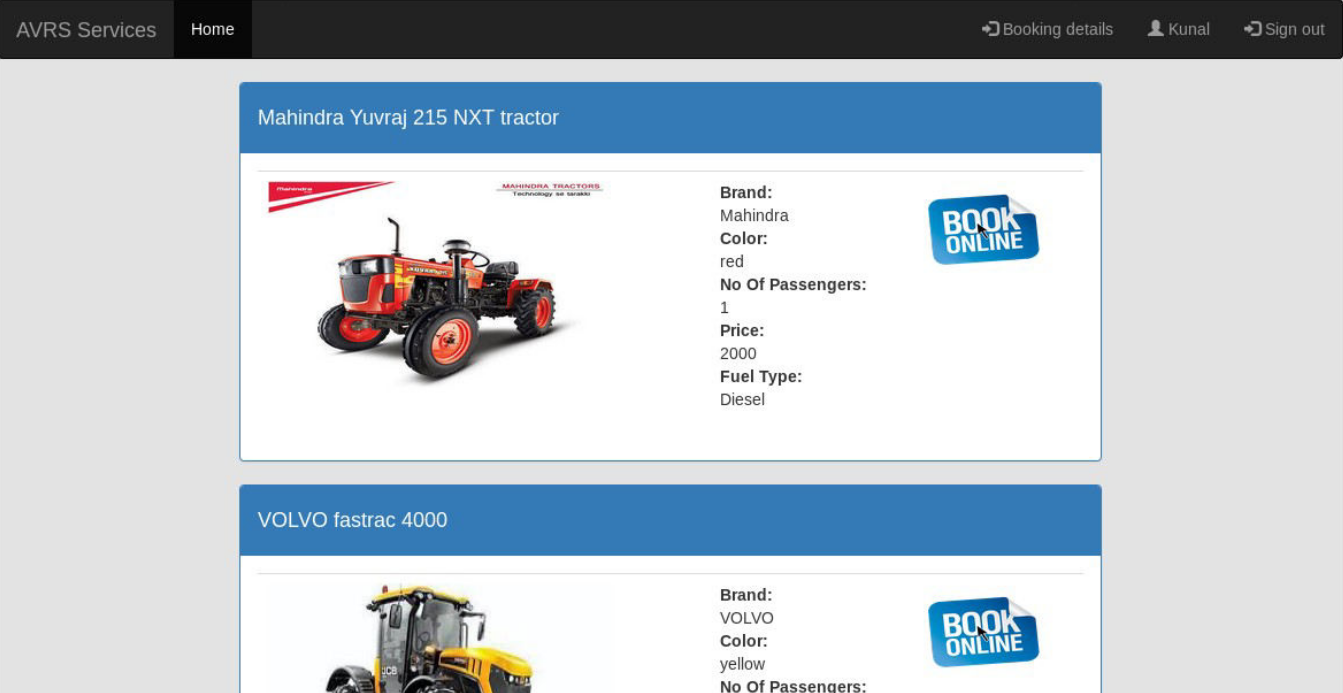 AVRS Services
Home
Booking details
Kunal
Sign out
Mahindra Yuvraj 215 NXT tractor
Mahindra
MAHINDRA TRACTORS
Technology se tarakki
Brand:
Mahindra
Color:
red
No Of Passengers:
1
Price:
2000
Fuel Type:
Diesel
BOOK
ONLINE
VOLVO fastrac 4000
JCB
Brand:
VOLVO
Color:
yellow
No Of Passengers:
BOOK
ONLINE